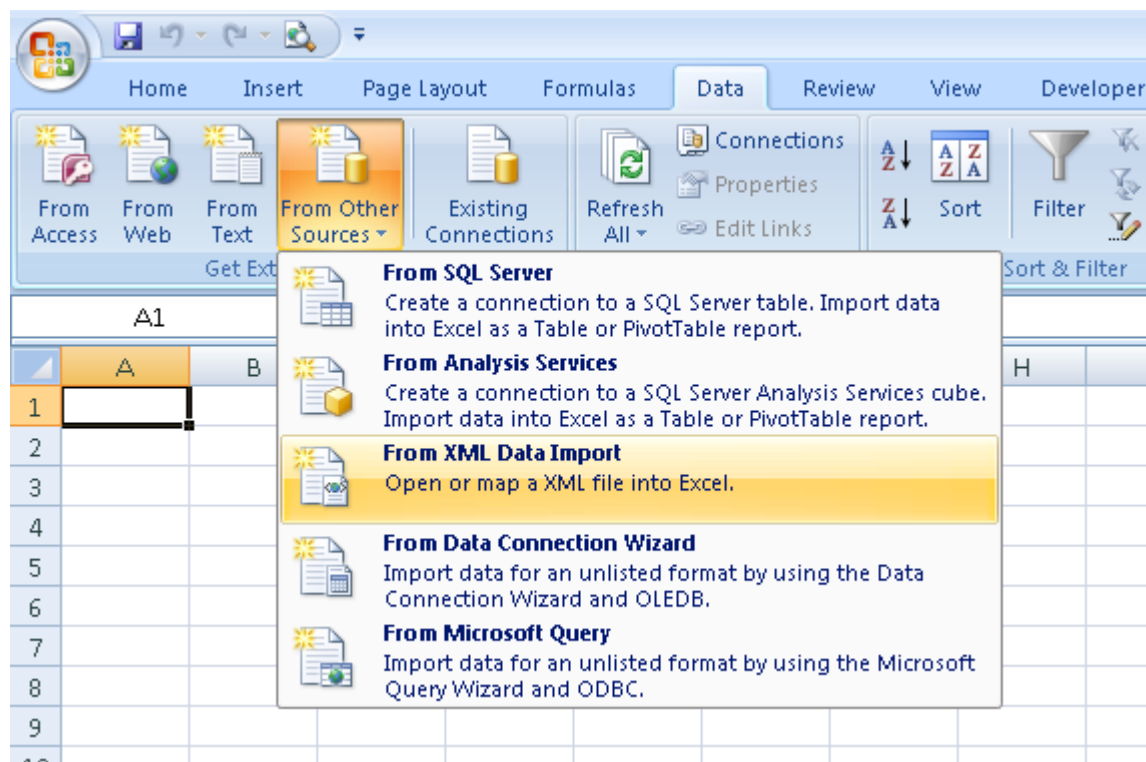 Home Insert Page Layout Formulas Data Review View Developer
From Access
From Web
From Text
From Other Sources
Existing Connections
Refresh All
Connections
Properties
Edit Links
A Z
Z A
A Z
Z A
Sort
Filter
Get Ext
Sort & Filter
A1
From SQL Server
Create a connection to a SQL Server table. Import data
into Excel as a Table or PivotTable report.
From Analysis Services
Create a connection to a SQL Server Analysis Services cube.
Import data into Excel as a Table or PivotTable report.
From XML Data Import
Open or map a XML file into Excel.
From Data Connection Wizard
Import data for an unlisted format by using the Data
Connection Wizard and OLEDB.
From Microsoft Query
Import data for an unlisted format by using the Microsoft
Query Wizard and ODBC.
A B H
1
2
3
4
5
6
7
8
9